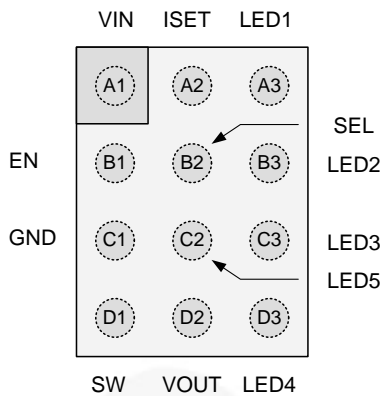 VIN ISET LED1
A1 A2 A3
SEL
EN B1 B2 B3 LED2
GND C1 C2 C3 LED3
LED5
D1 D2 D3
SW VOUT LED4